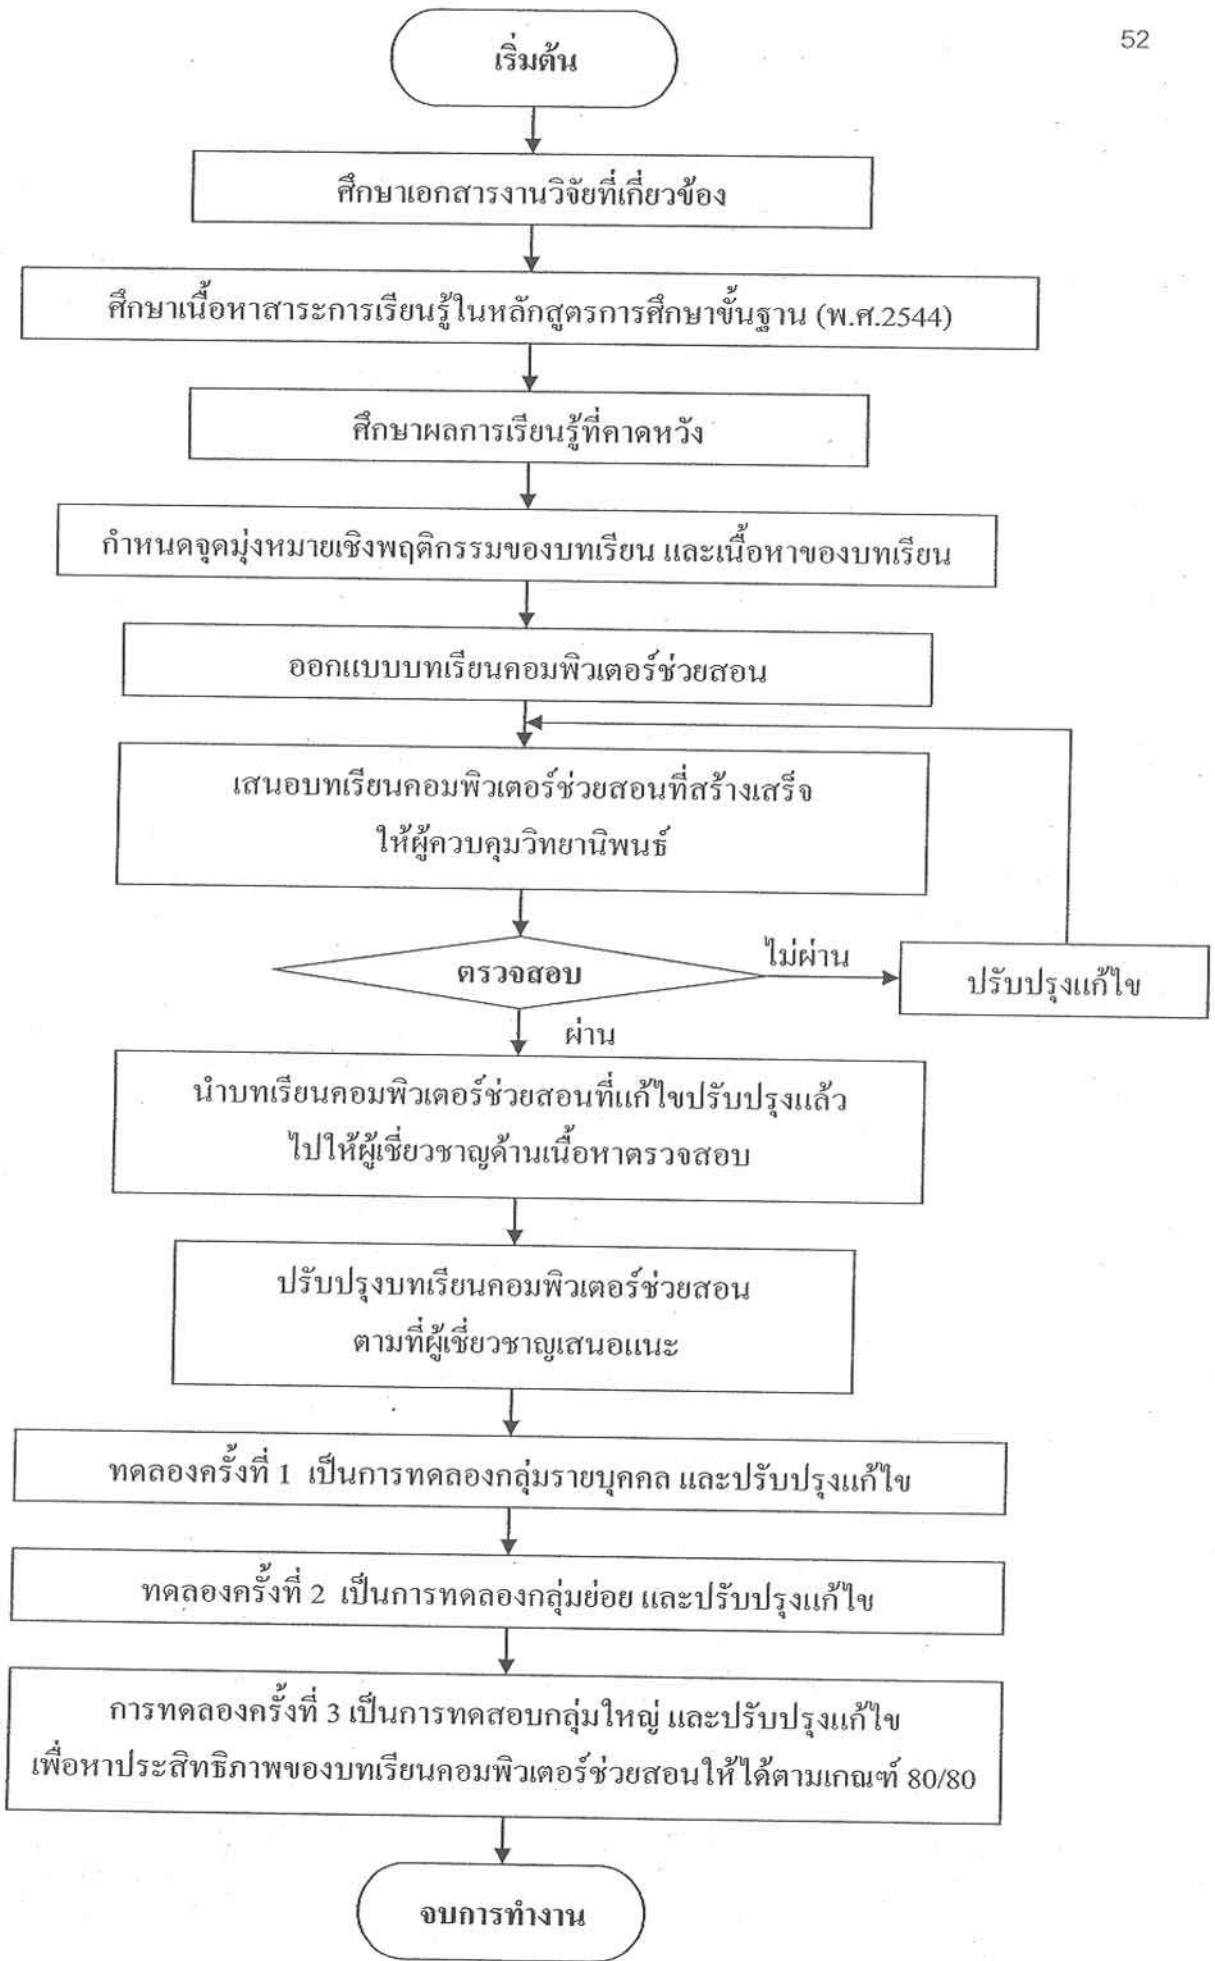 52
เริ่มต้น
ศึกษาเอกสารงานวิจัยที่เกี่ยวข้อง
ศึกษาเนื้อหาสาระการเรียนรู้ในหลักสูตรการศึกษาขั้นฐาน (พ.ศ.2544)
ศึกษาผลการเรียนรู้ที่คาดหวัง
กำหนดจุดมุ่งหมายเชิงพฤติกรรมของบทเรียน และเนื้อหาของบทเรียน
ออกแบบบทเรียนคอมพิวเตอร์ช่วยสอน
เสนอบทเรียนคอมพิวเตอร์ช่วยสอนที่สร้างเสร็จ
ให้ผู้ควบคุมวิทยานิพนธ์
ตรวจสอบ
ไม่ผ่าน
ปรับปรุงแก้ไข
ผ่าน
นำบทเรียนคอมพิวเตอร์ช่วยสอนที่แก้ไขปรับปรุงแล้ว
ไปให้ผู้เชี่ยวชาญด้านเนื้อหาตรวจสอบ
ปรับปรุงบทเรียนคอมพิวเตอร์ช่วยสอน
ตามที่ผู้เชี่ยวชาญเสนอแนะ
ทดลองครั้งที่ 1 เป็นการทดลองกลุ่มรายบุคคล และปรับปรุงแก้ไข
ทดลองครั้งที่ 2 เป็นการทดลองกลุ่มย่อย และปรับปรุงแก้ไข
การทดลองครั้งที่ 3 เป็นการทดสอบกลุ่มใหญ่ และปรับปรุงแก้ไข
เพื่อหาประสิทธิภาพของบทเรียนคอมพิวเตอร์ช่วยสอนให้ได้ตามเกณฑ์ 80/80
จบการทำงาน